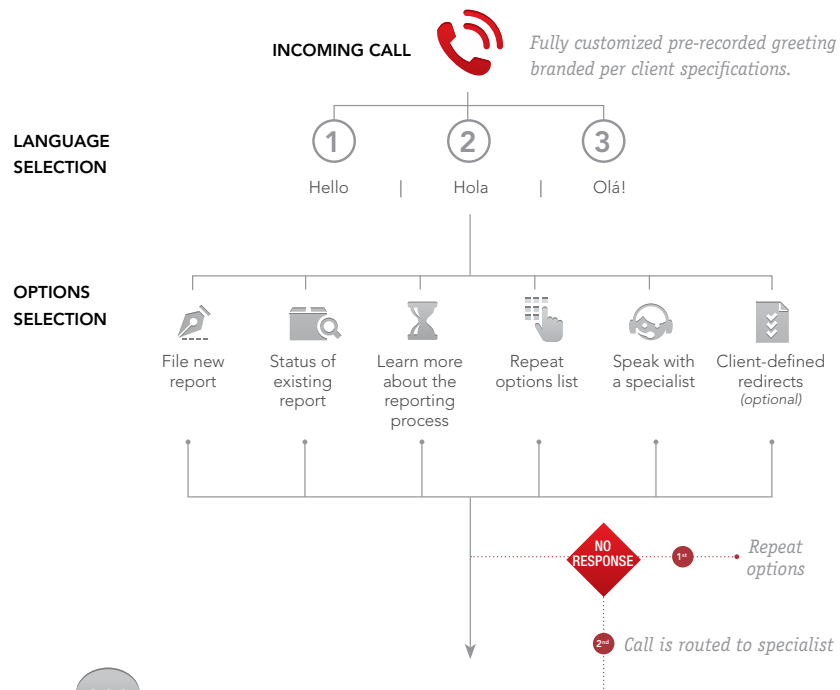 INCOMING CALL
Fully customized pre-recorded greeting
branded per client specifications.
LANGUAGE
SELECTION
1 2 3
Hello | Hola | Olá!
OPTIONS
SELECTION
File new
report
Status of
existing
report
Learn more
about the
reporting
process
Repeat
options list
Speak with
a specialist
Client-defined
redirects
(optional)
NO
RESPONSE
1st
Repeat
options
2nd
Call is routed to specialist